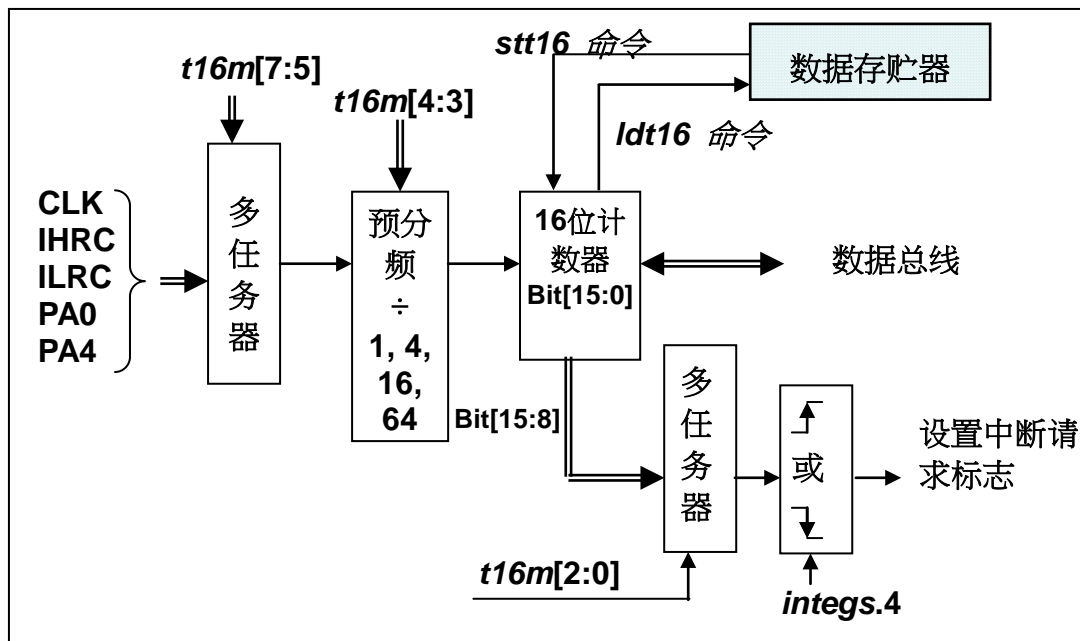 stt16 命令
数据存贮器
t16m[7:5]
t16m[4:3]
ldt16 命令
CLK
IHRC
ILRC
PA0
PA4
多
任
务
器
预分
频
÷
1, 4,
16,
64
16位计
数器
Bit[15:0]
数据总线
Bit[15:8]
多
任
务
器
或
设置中断请
求标志
t16m[2:0]
integs.4